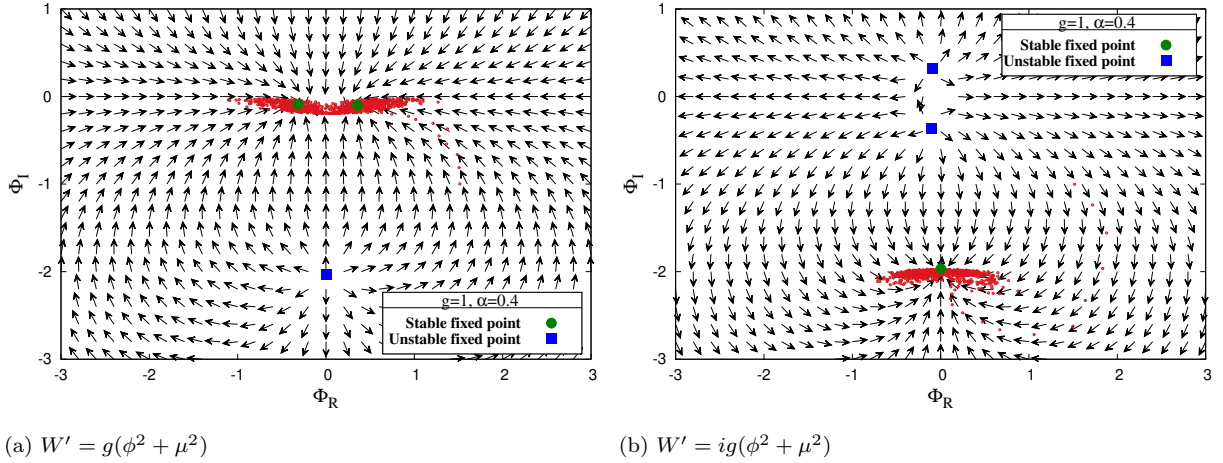 1
0
-1
-2
-3
Φ_I
-3
-2
-1
0
1
2
3
Φ_R
g=1, α=0.4
Stable fixed point
Unstable fixed point
(a) W′ = g(ϕ² + μ²)
1
0
-1
-2
-3
Φ_I
-3
-2
-1
0
1
2
3
Φ_R
g=1, α=0.4
Stable fixed point
Unstable fixed point
(b) W′ = ig(ϕ² + μ²)